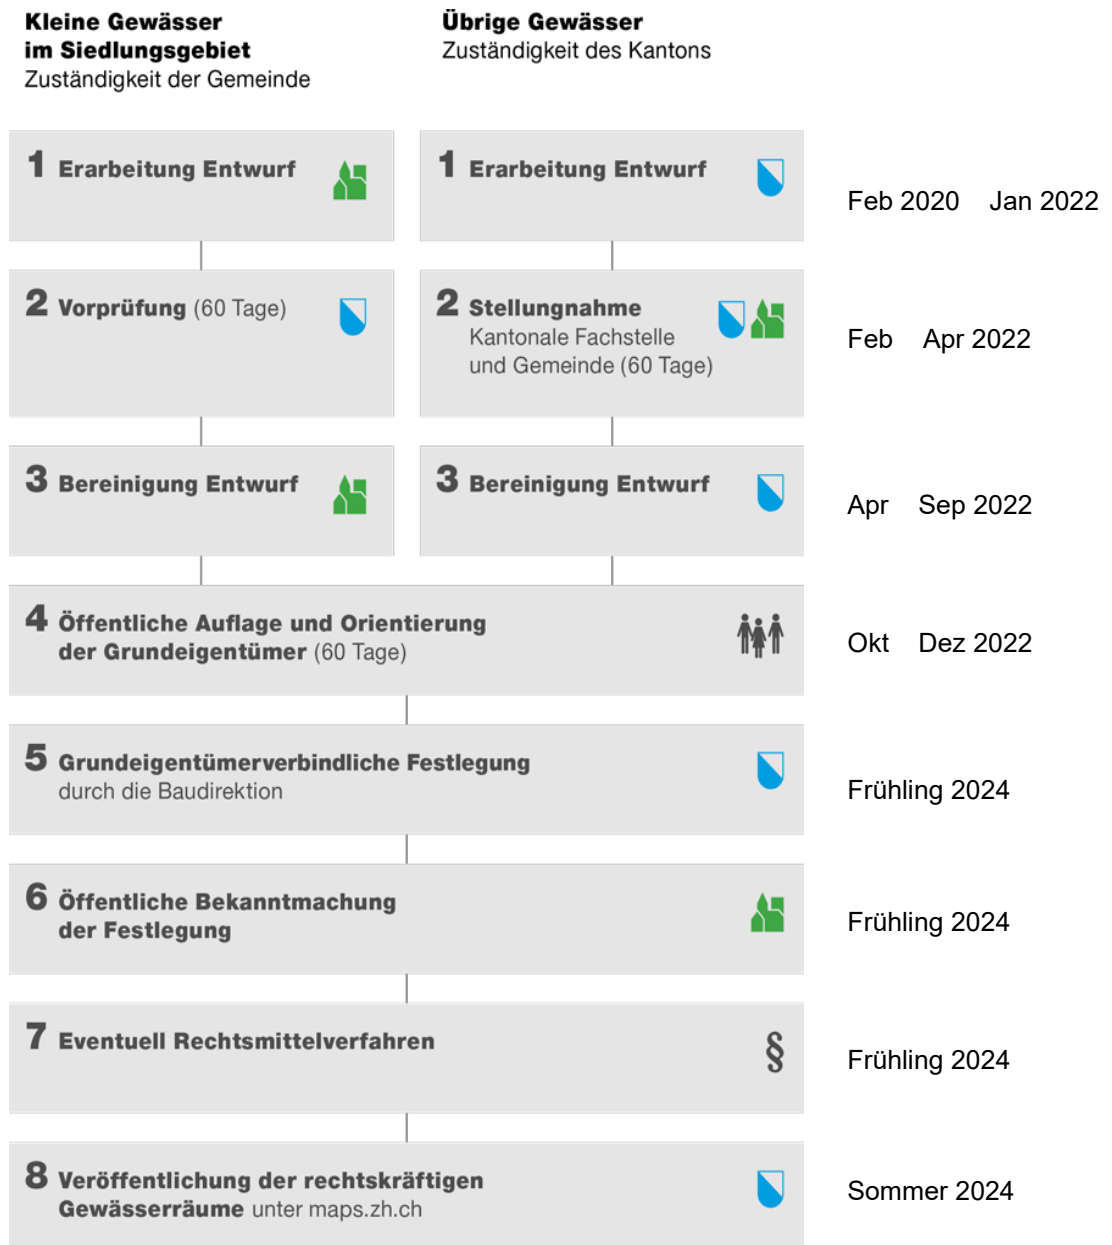 Kleine Gewässer
im Siedlungsgebiet
Zuständigkeit der Gemeinde
Übrige Gewässer
Zuständigkeit des Kantons
1 Erarbeitung Entwurf
1 Erarbeitung Entwurf
Feb 2020 Jan 2022
2 Vorprüfung (60 Tage)
2 Stellungnahme
Kantonale Fachstelle
und Gemeinde (60 Tage)
Feb Apr 2022
3 Bereinigung Entwurf
3 Bereinigung Entwurf
Apr Sep 2022
4 Öffentliche Auflage und Orientierung
der Grundeigentümer (60 Tage)
Okt Dez 2022
5 Grundeigentümerverbindliche Festlegung
durch die Baudirektion
Frühling 2024
6 Öffentliche Bekanntmachung
der Festlegung
Frühling 2024
7 Eventuell Rechtsmittelverfahren
§
Frühling 2024
8 Veröffentlichung der rechtskräftigen
Gewässerräume unter maps.zh.ch
Sommer 2024